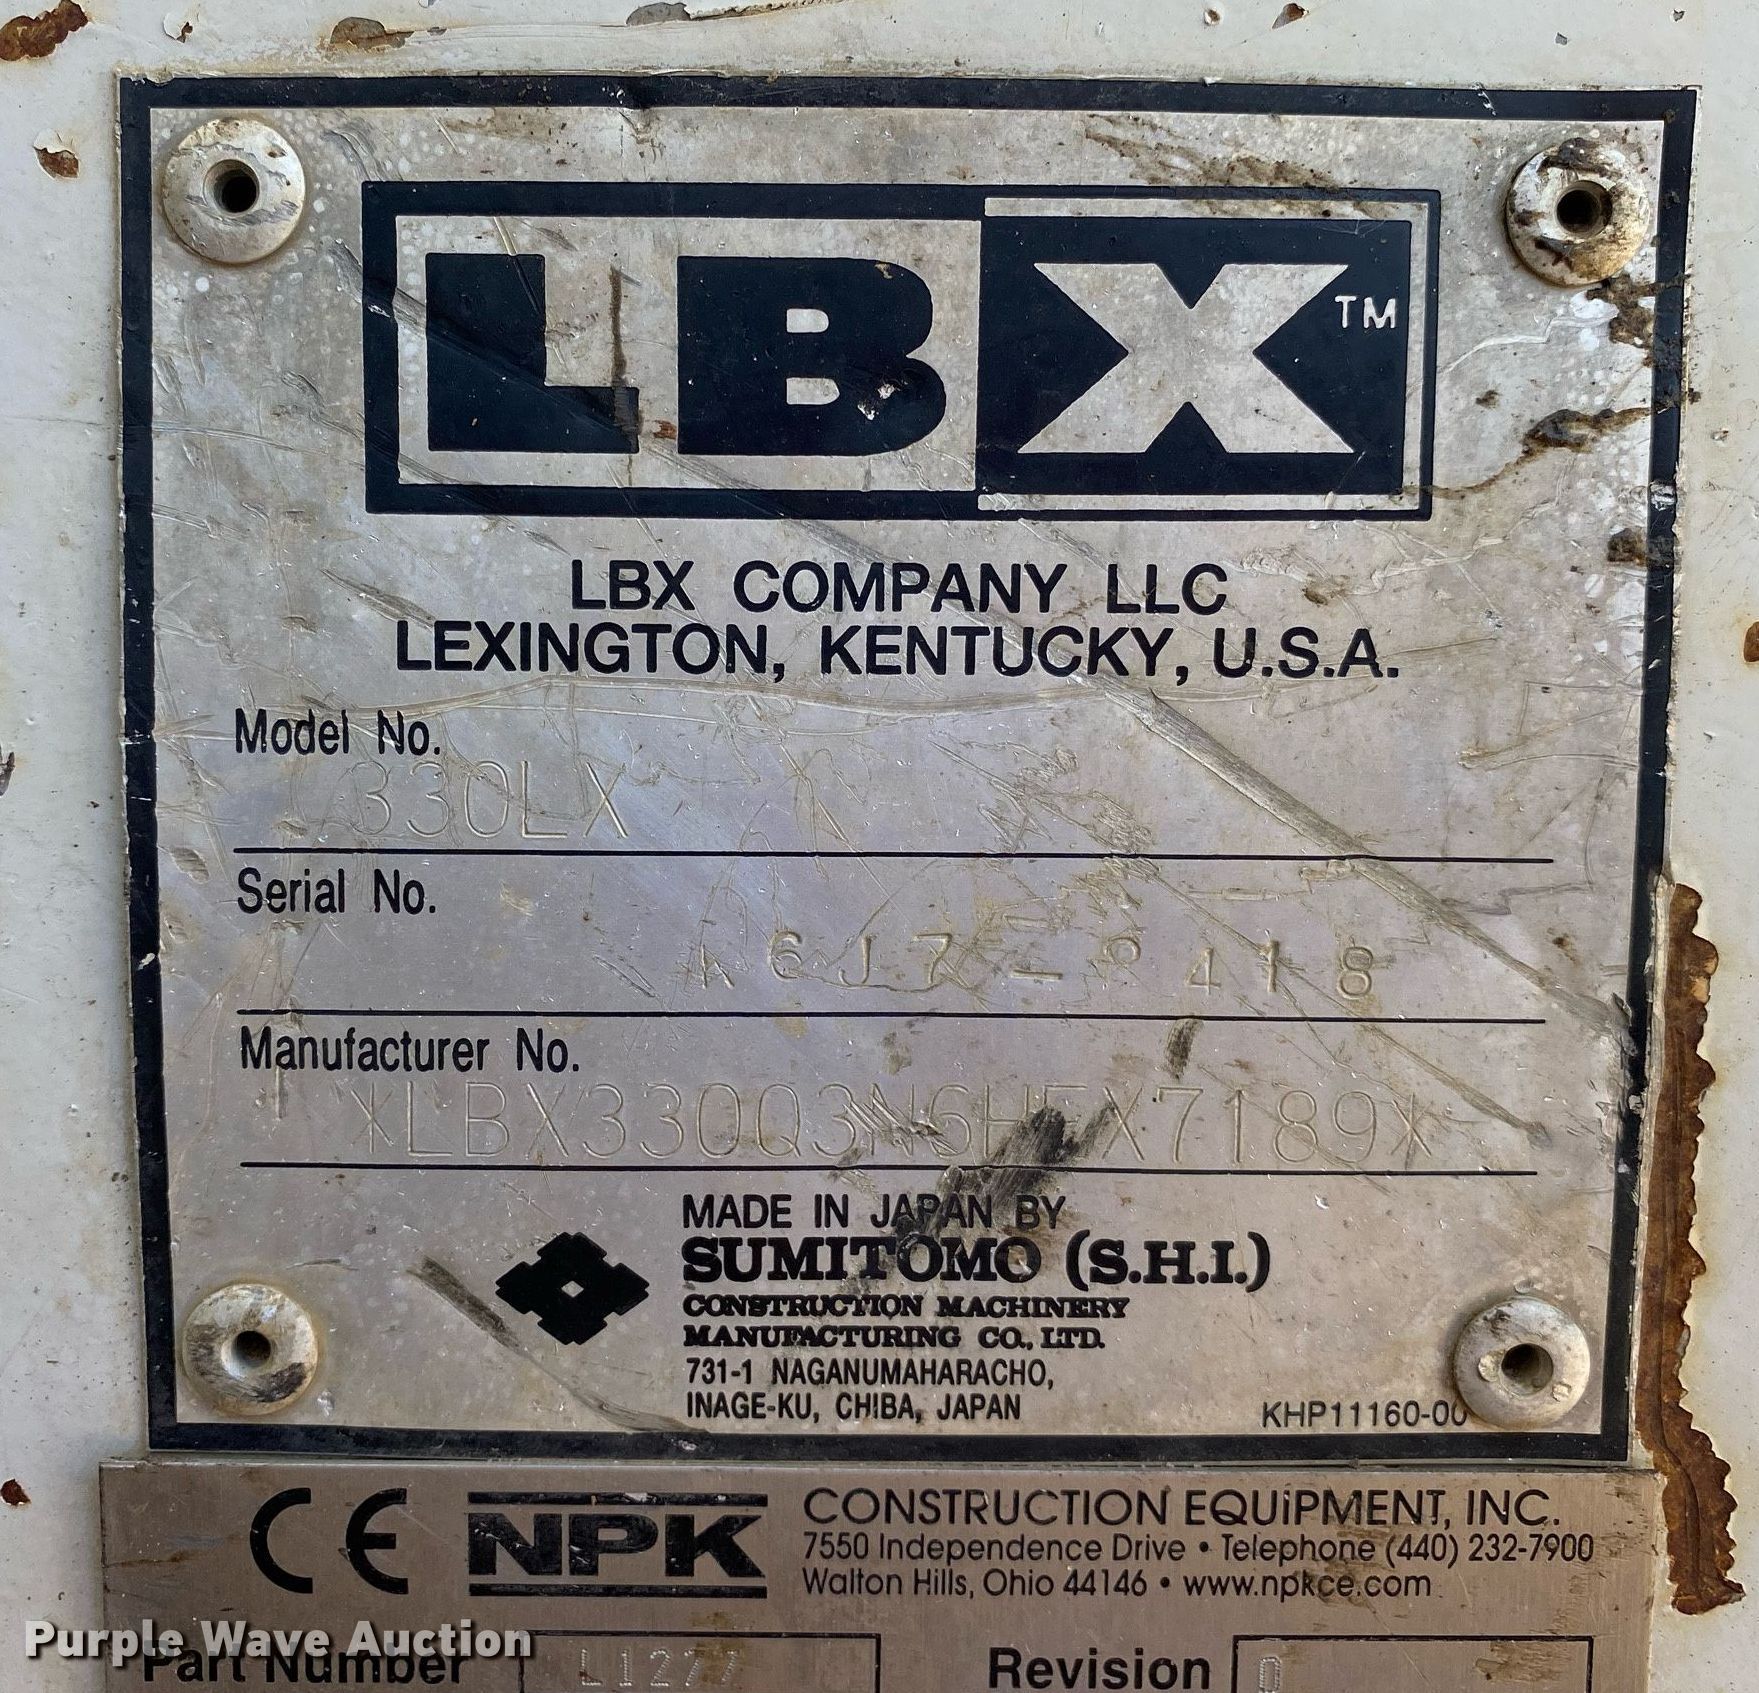 LBX™
LBX COMPANY LLC
LEXINGTON, KENTUCKY, U.S.A.
Model No.
330LX
Serial No.
Manufacturer No.
MADE IN JAPAN BY
SUMITOMO (S.H.I.)
CONSTRUCTION MACHINERY
MANUFACTURING CO., LTD.
731-1 NAGANUMAHARACHO,
INAGE-KU, CHIBA, JAPAN
KHP11160-00
CE NPK
CONSTRUCTION EQUIPMENT, INC.
7550 Independence Drive • Telephone (440) 232-7900
Walton Hills, Ohio 44146 • www.npkce.com
Purple Wave Auction
Part Number L1277
Revision